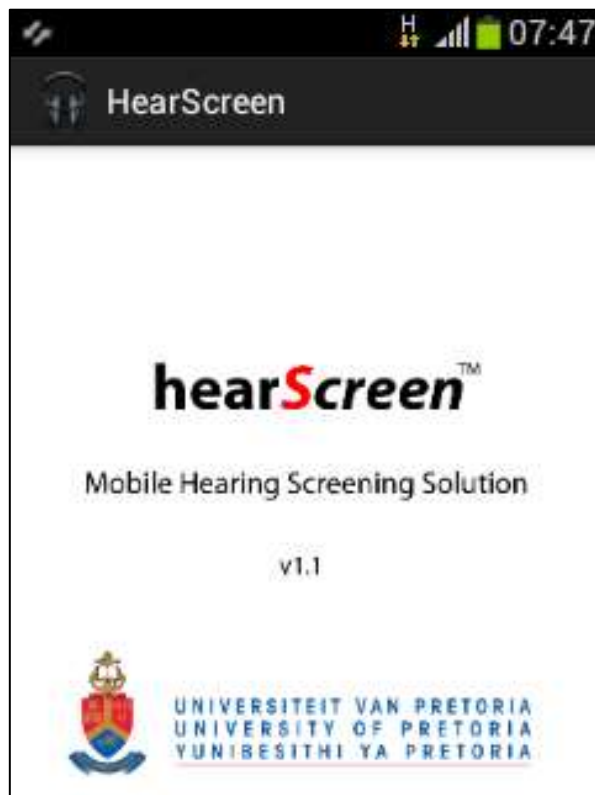 H 07:47
HearScreen
hearScreen™
Mobile Hearing Screening Solution
v1.1
UNIVERSITEIT VAN PRETORIA
UNIVERSITY OF PRETORIA
YUNIBESITHI YA PRETORIA